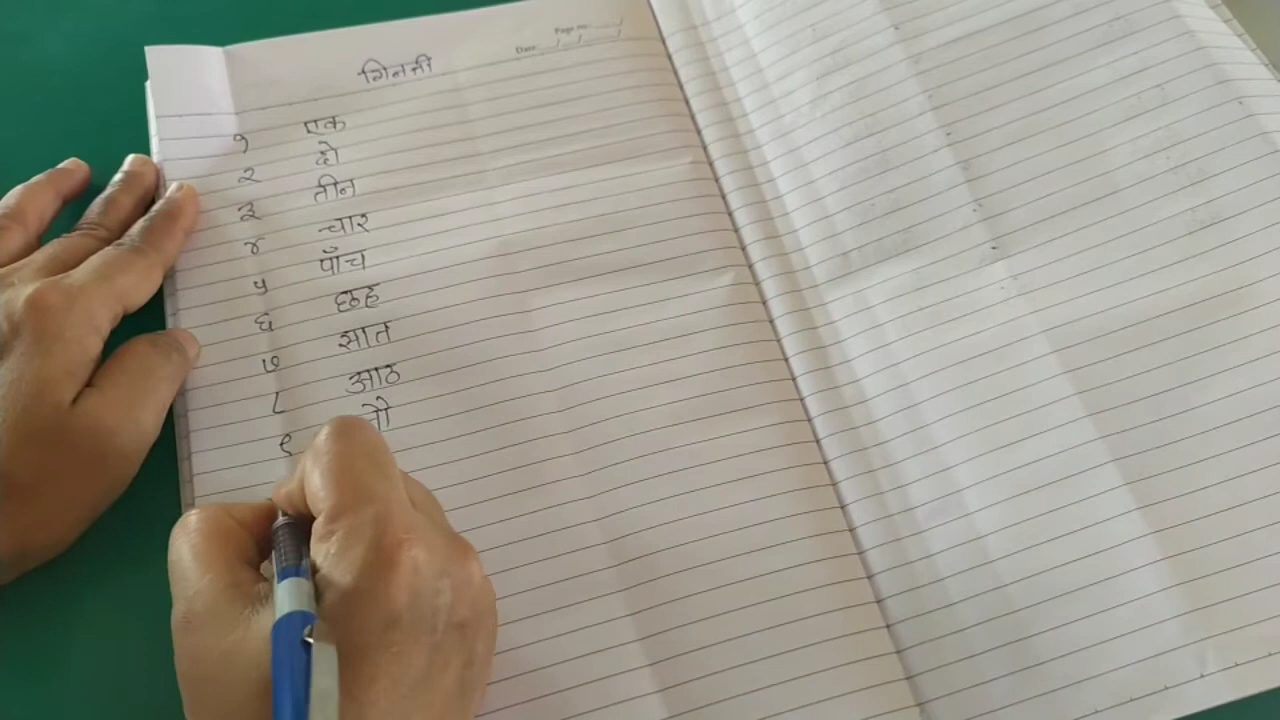 Page no.
Date
गिनती
१ एक
२ दो
३ तीन
४ चार
५ पाँच
६ छह
७ सात
८ आठ
९ नौ